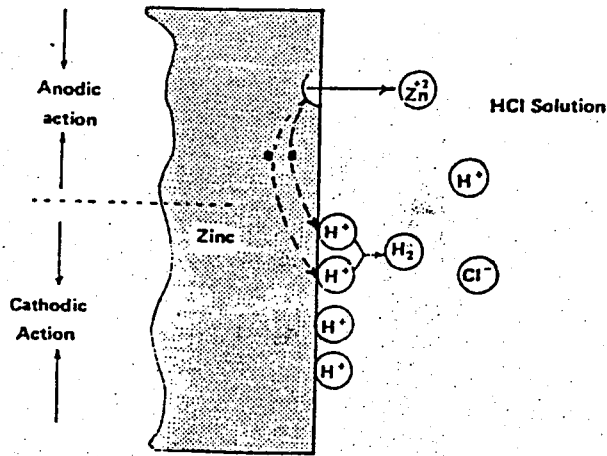 Anodic
action
Zn+2
HCl Solution
H+
Zinc
H+
H2
H+
Cl−
Cathodic
Action
H+
H+